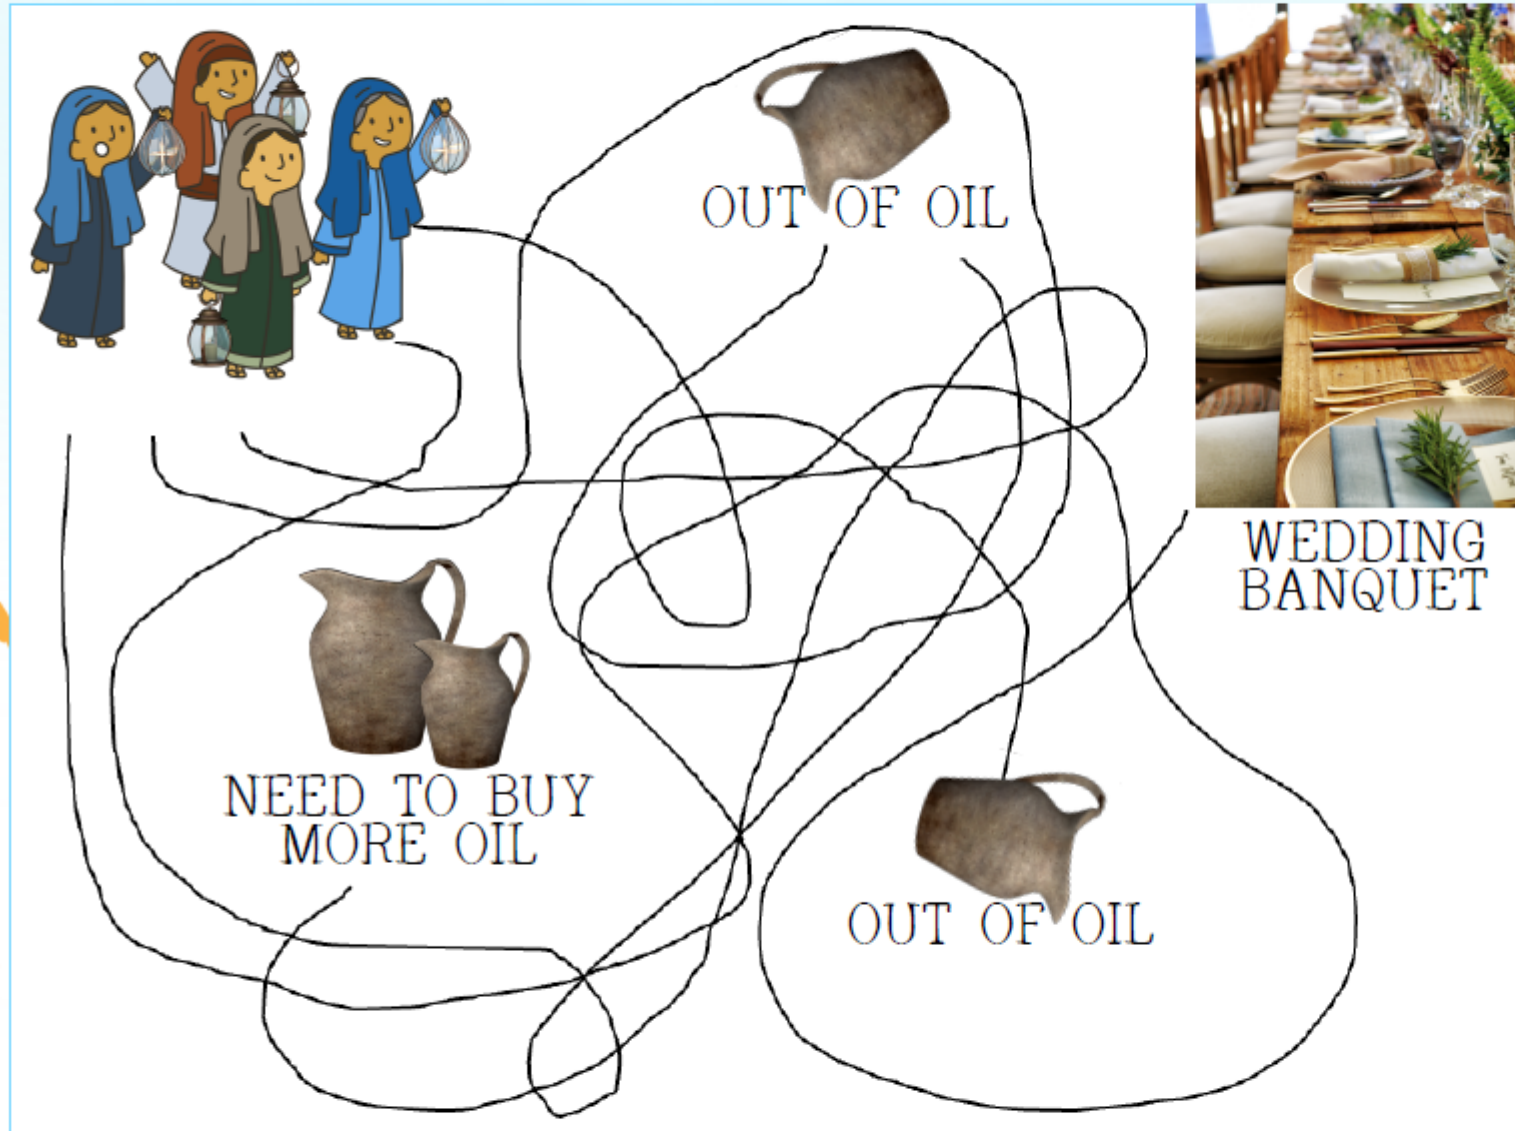 OUT OF OIL
WEDDING
BANQUET
NEED TO BUY
MORE OIL
OUT OF OIL